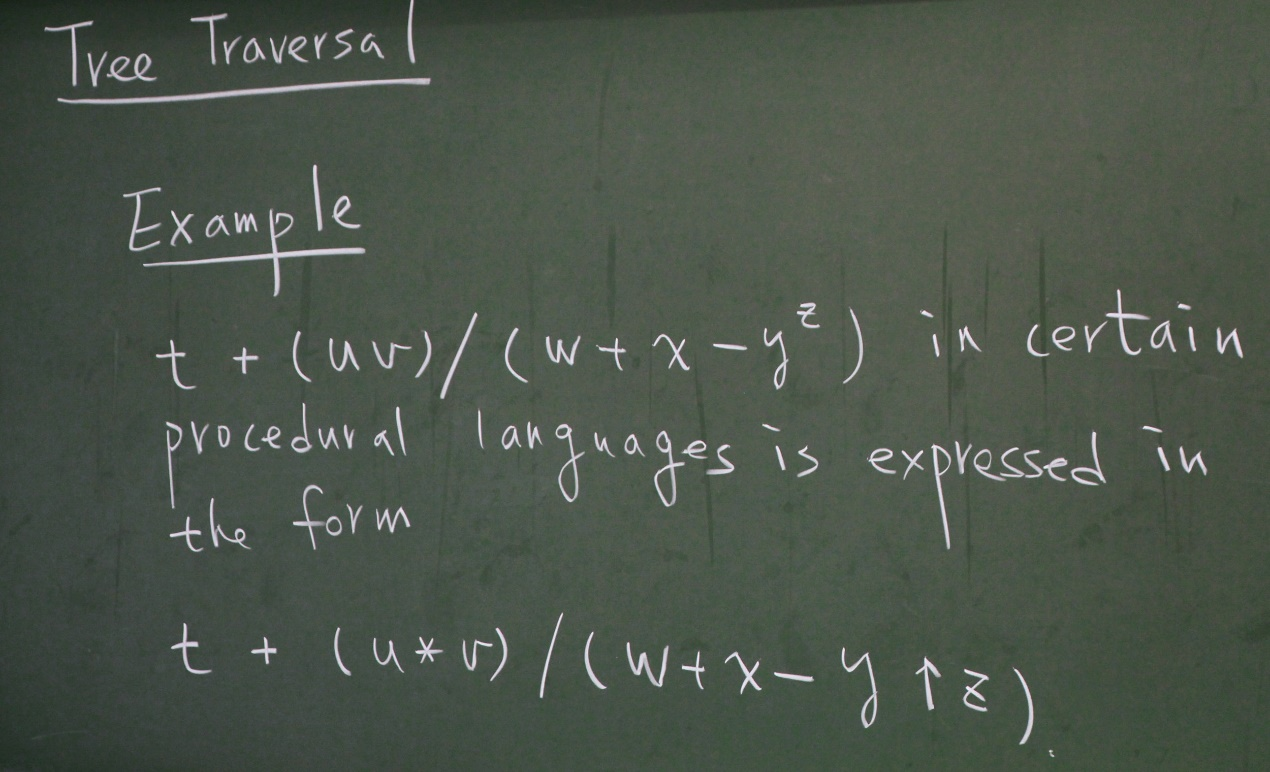 Tree Traversal
Example
t + (uv)/(w + x - y^z) in certain
procedural languages is expressed in
the form
t + (u * v) / (w + x - y ↑ z).